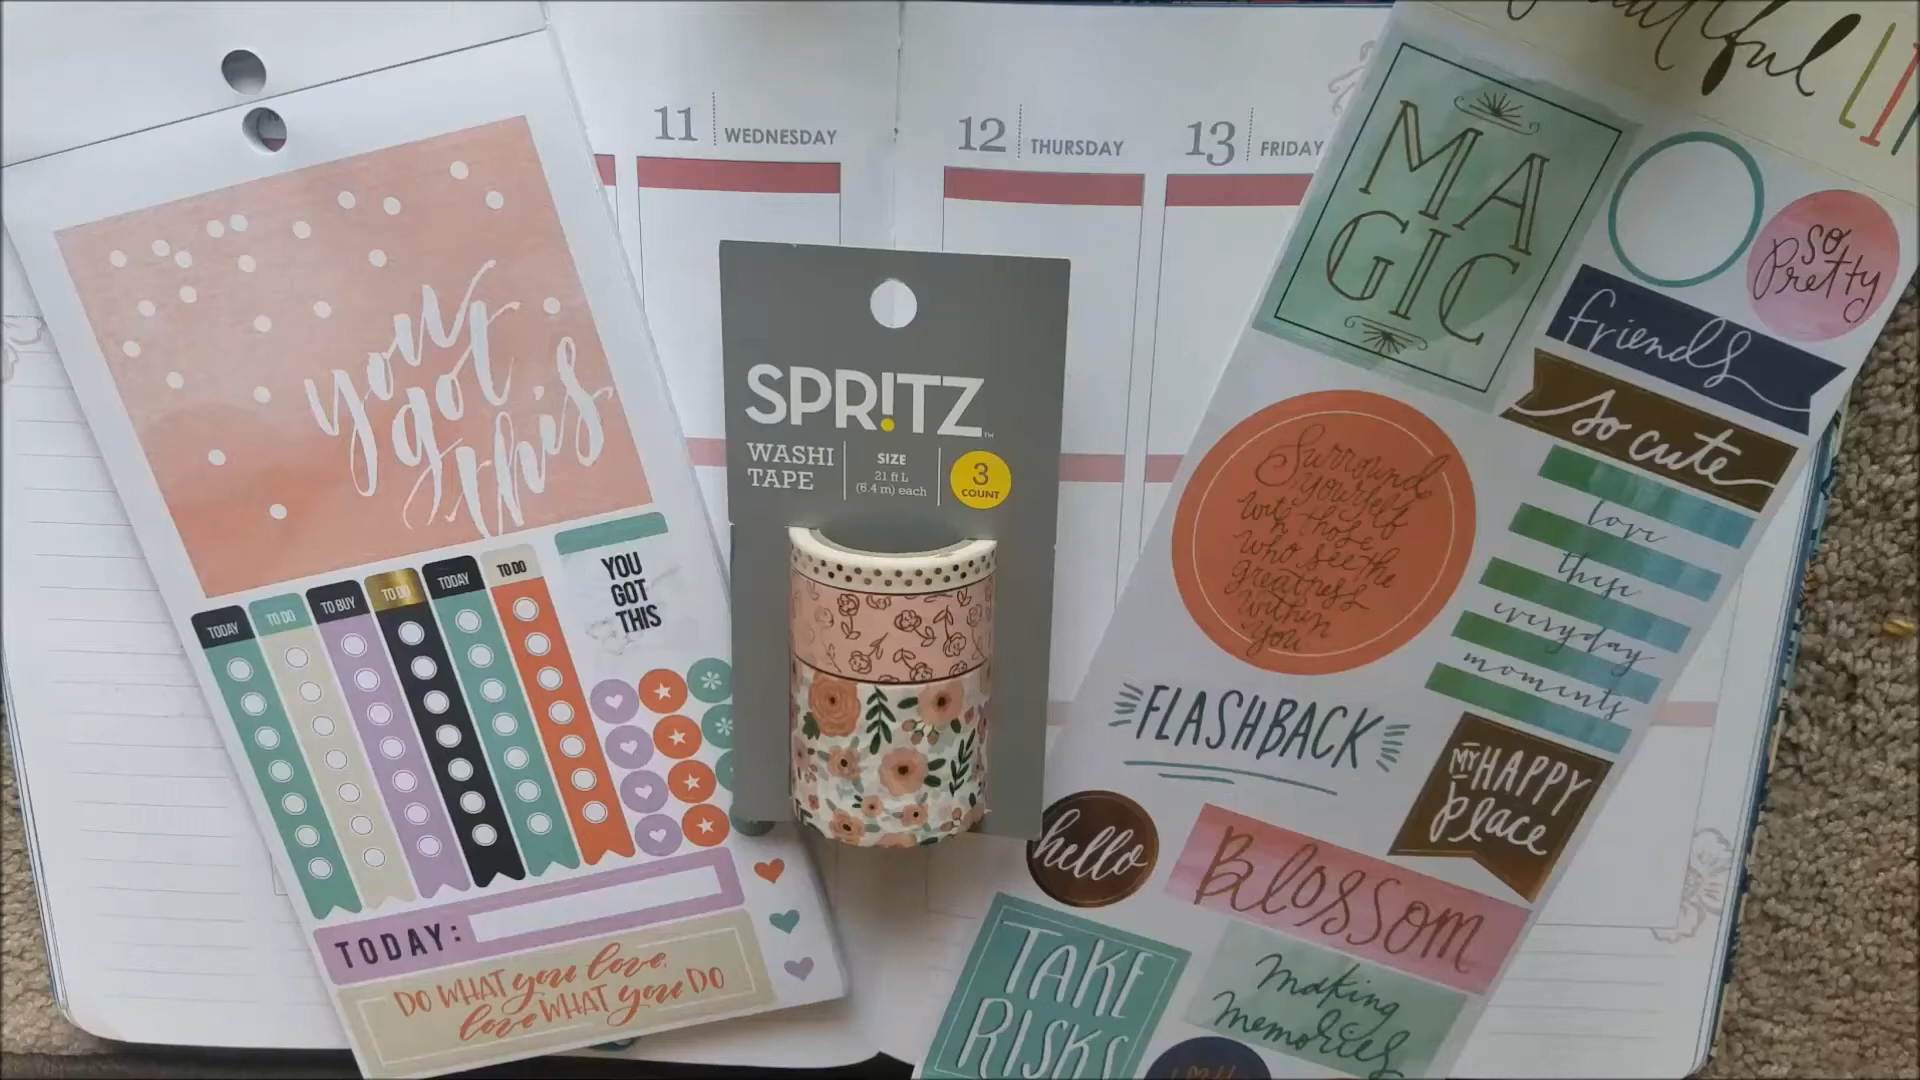 11 WEDNESDAY
12 THURSDAY
13 FRIDAY
you
got
this
TODAY
TO DO
TO BUY
TO DO
TODAY
TO DO
YOU
GOT
THIS
TODAY:
DO WHAT you love,
love WHAT you DO
SPR!TZ™
WASHI
TAPE
SIZE
21 ft L
(6.4 m) each
3
COUNT
MA
GIC
so
Pretty
friends
so cute
Surround
yourself
with those
who see the
greatness
within
you
love
these
everyday
moments
FLASHBACK
MY HAPPY
place
hello
Blossom
TAKE
RISKS
Making
Memories